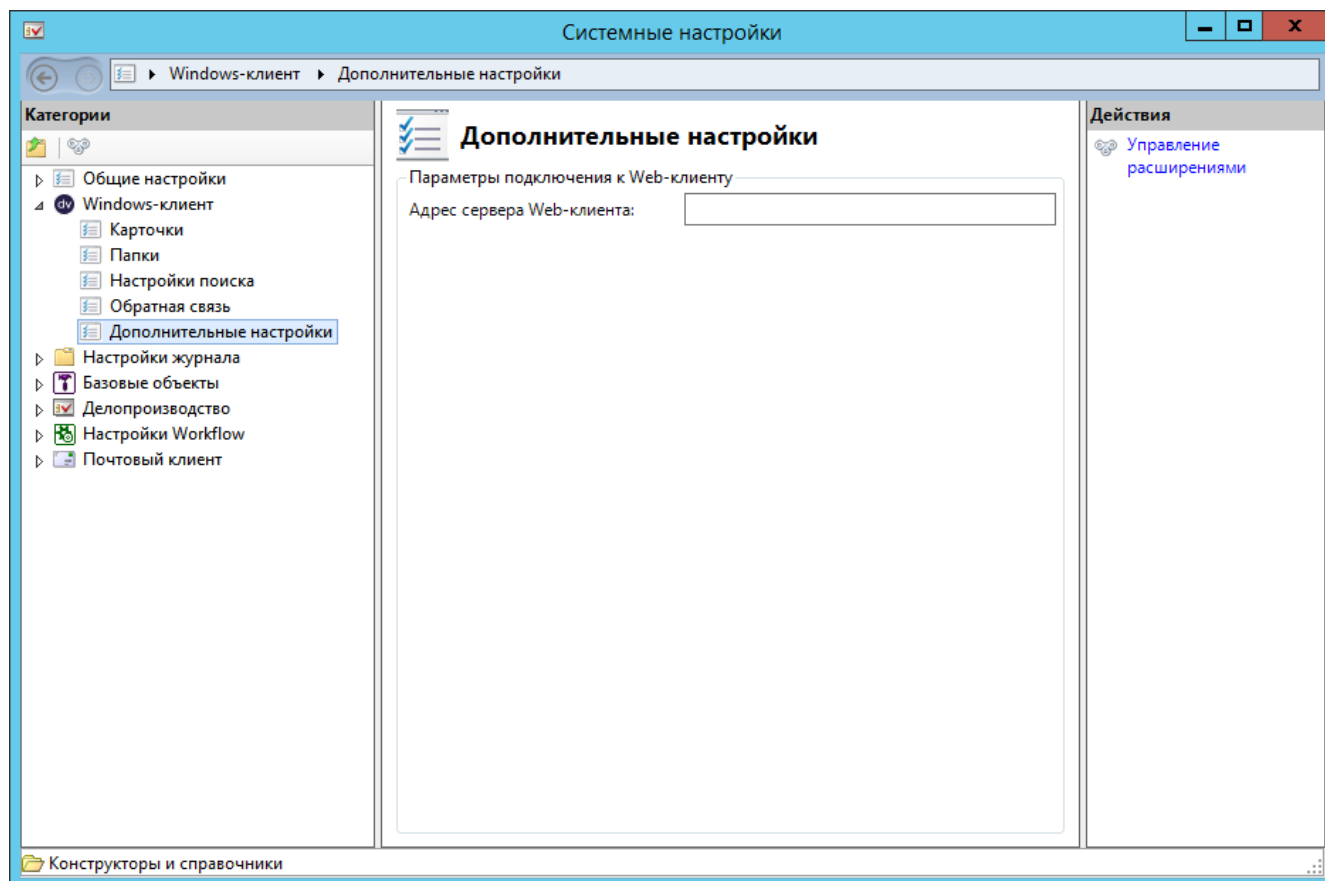 Системные настройки
Windows-клиент Дополнительные настройки
Категории
Общие настройки
dv Windows-клиент
Карточки
Папки
Настройки поиска
Обратная связь
Дополнительные настройки
Настройки журнала
Базовые объекты
Делопроизводство
Настройки Workflow
Почтовый клиент
Дополнительные настройки
Параметры подключения к Web-клиенту
Адрес сервера Web-клиента:
Действия
Управление
расширениями
Конструкторы и справочники